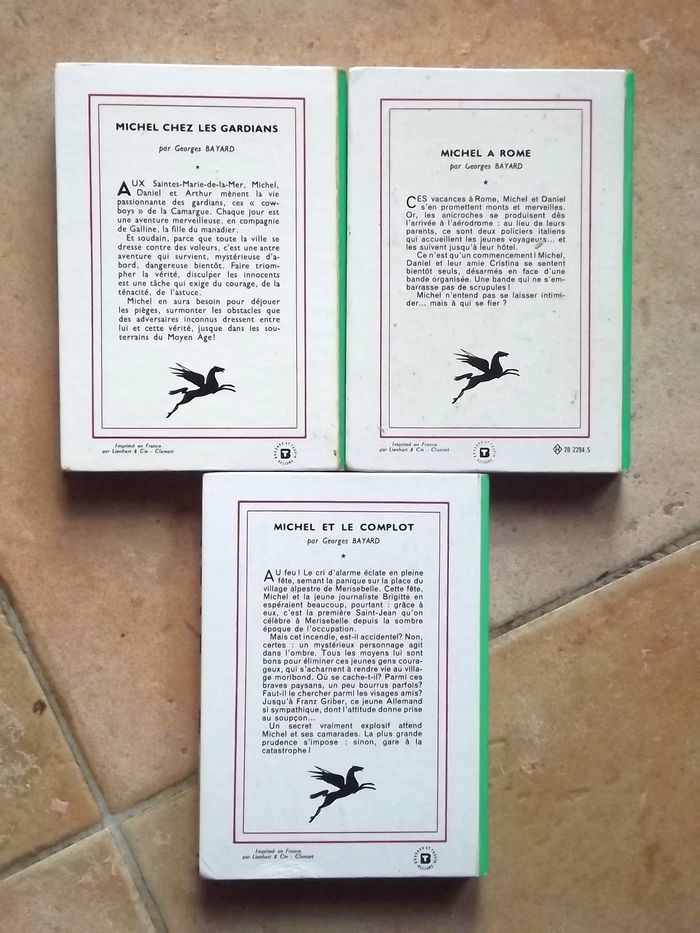 MICHEL CHEZ LES GARDIANS
par Georges BAYARD
AUX Saintes-Marie-de-la-Mer, Michel,
Daniel et Arthur mènent la vie
passionnante des gardians, ces « cow-
boys » de la Camargue. Chaque jour est
une aventure merveilleuse, en compagnie
de Galline, la fille du manadier.
Et soudain, parce que toute la ville se
dresse contre des voleurs, c'est une antre
aventure qui survient, mystérieuse d'a-
bord, dangereuse bientôt. Faire triom-
pher la vérité, disculper les innocents
est une tâche qui exige du courage, de la
ténacité, de l'astuce.
Michel en aura besoin pour déjouer
les pièges, surmonter les obstacles que
des adversaires inconnus dressent entre
lui et cette vérité, jusque dans les sou-
terrains du Moyen Age!
Imprimé en France
par Lienhart & Cie - Clamart
MICHEL A ROME
par Georges BAYARD
CES vacances à Rome, Michel et Daniel
s'en promettent monts et merveilles.
Or, les anicroches se produisent dès
l'arrivée à l'aérodrome : au lieu de leurs
parents, ce sont deux policiers italiens
qui accueillent les jeunes voyageurs... et
les suivent jusqu'à leur hôtel.
Ce n'est qu'un commencement! Michel,
Daniel et leur amie Cristina se sentent
bientôt seuls, désarmés en face d'une
bande organisée. Une bande qui ne s'em-
barrasse pas de scrupules!
Michel n'entend pas se laisser intimi-
der... mais à qui se fier ?
Imprimé en France
par Lienhart & Cie - Clamart
H 20 2294 5
MICHEL ET LE COMPLOT
par Georges BAYARD
AU feu! Le cri d'alarme éclate en pleine
fête, semant la panique sur la place du
village alpestre de Merisebelle. Cette fête,
Michel et la jeune journaliste Brigitte en
espéraient beaucoup, pourtant : grâce à
eux, c'est la première Saint-Jean qu'on
célèbre à Merisebelle depuis la sombre
époque de l'occupation.
Mais cet incendie, est-il accidentel? Non,
certes : un mystérieux personnage agit
dans l'ombre. Tous les moyens lui sont
bons pour éliminer ces jeunes gens coura-
geux, qui s'acharnent à rendre vie au village
moribond. Où se cache-t-il? Parmi ces
braves paysans, un peu bourrus parfois?
Faut-il le chercher parmi les visages amis?
Jusqu'à Franz Griber, ce jeune Allemand
si sympathique, dont l'attitude donne prise
au soupçon...
Un secret vraiment explosif attend
Michel et ses camarades. La plus grande
prudence s'impose : sinon, gare à la
catastrophe!
Imprimé en France
par Lienhart & Cie - Clamart